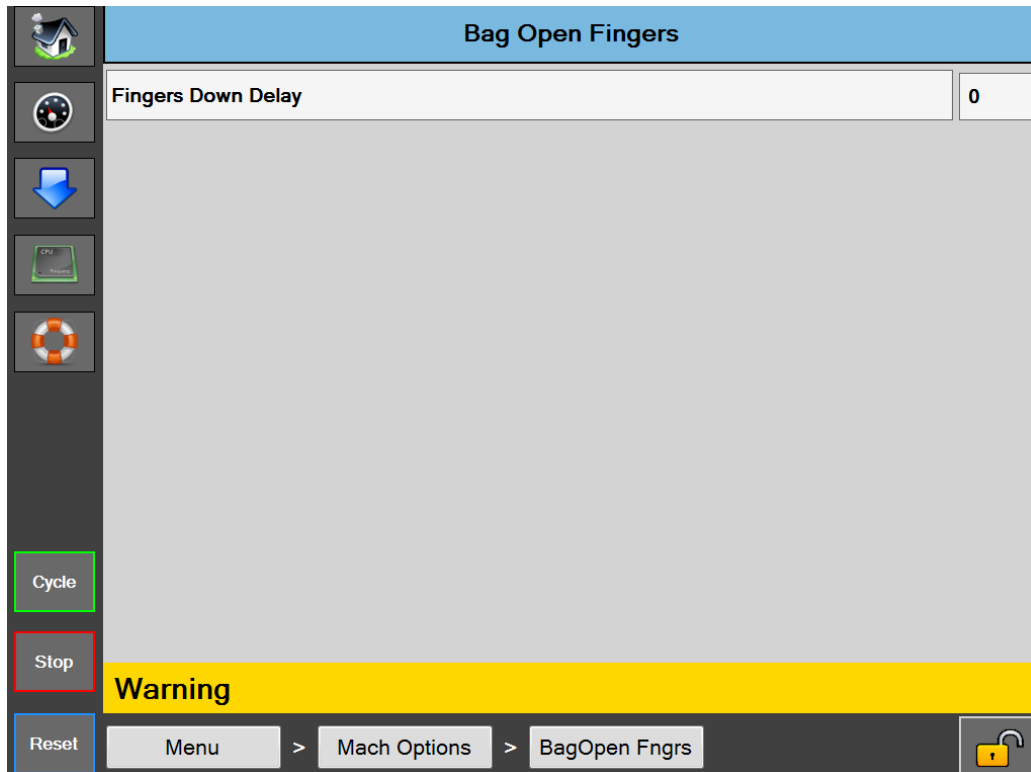 Bag Open Fingers
Fingers Down Delay
0
CPU
Cycle
Stop
Warning
Reset
Menu > Mach Options > BagOpen Fngrs